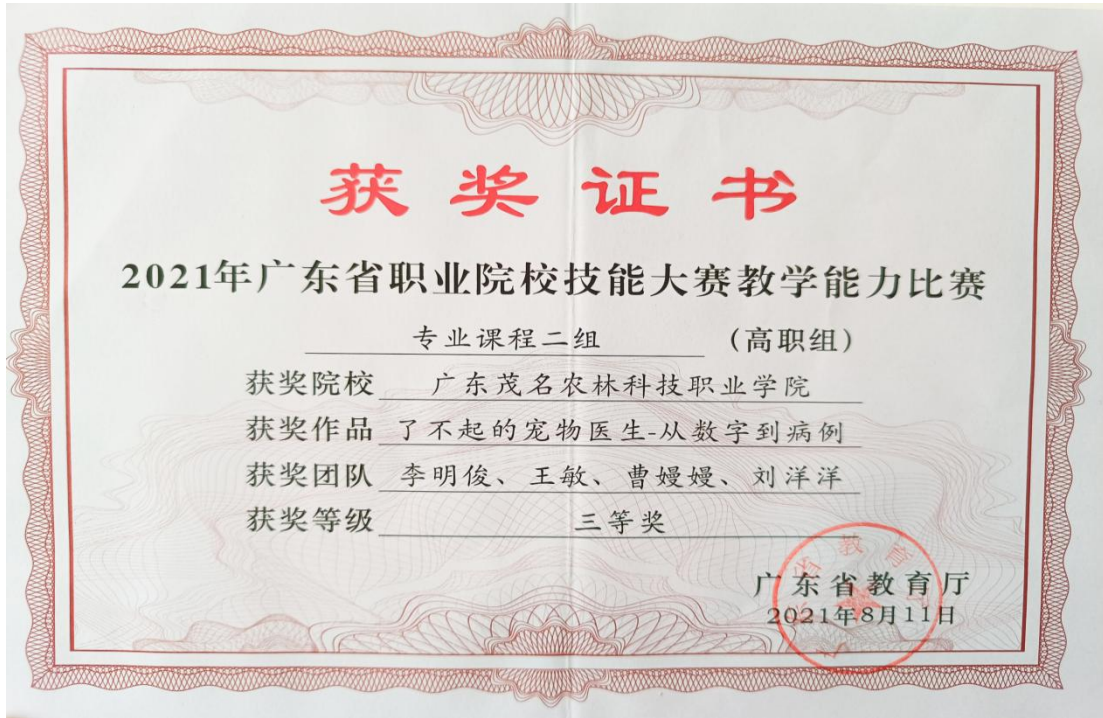 获奖证书
2021年广东省职业院校技能大赛教学能力比赛
专业课程二组 (高职组)
获奖院校 广东茂名农林科技职业学院
获奖作品 了不起的宠物医生-从数字到病例
获奖团队 李明俊、王敏、曹嫚嫚、刘洋洋
获奖等级 三等奖
广东省教育厅
2021年8月11日